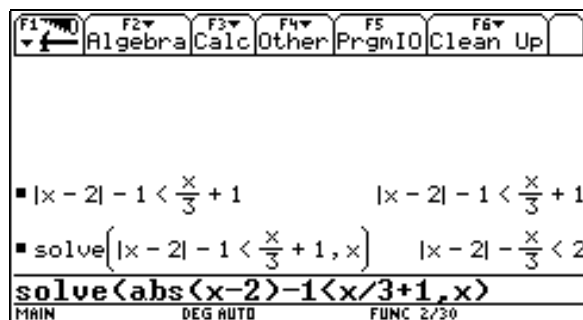 F1 F2 F3 F4 F5 F6
Algebra Calc Other PrgmIO Clean Up
▪ |x - 2| - 1 < x/3 + 1 |x - 2| - 1 < x/3 + 1
▪ solve(|x - 2| - 1 < x/3 + 1, x) |x - 2| - x/3 < 2
solve(abs(x-2)-1<x/3+1,x)
MAIN DEG AUTO FUNC 2/30